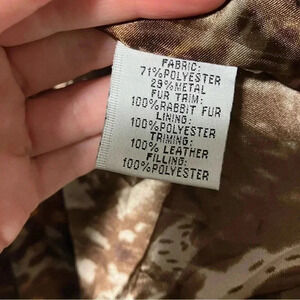 FABRIC:
71%POLYESTER
29%METAL
FUR TRIM:
100%RABBIT FUR
LINING:
100%POLYESTER
TRIMING:
100% LEATHER
FILLING:
100%POLYESTER